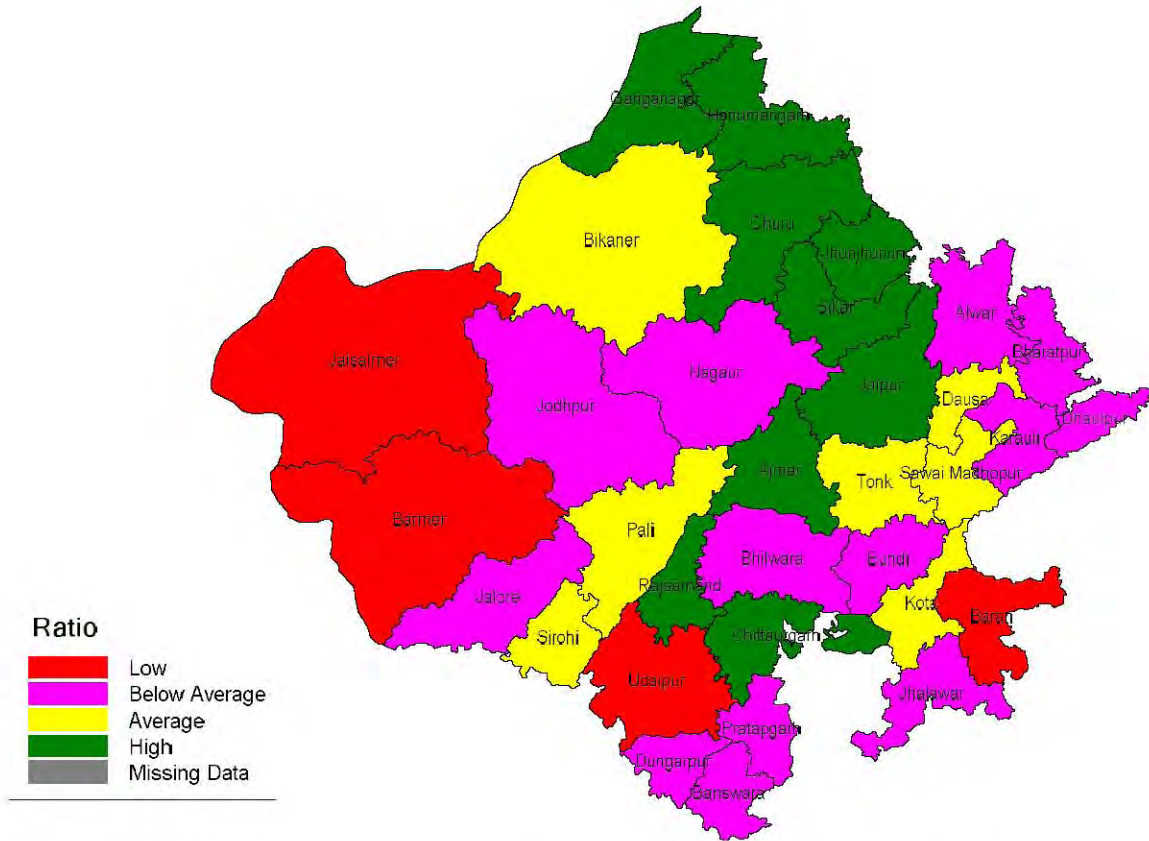 Ganganagar
Hanumangarh
Churu
Bikaner
Jhunjhunu
Sikar
Alwar
Jaisalmer
Bharatpur
Nagaur
Jaipur
Jodhpur
Dausa
Dhaulpur
Karauli
Ajmer
Sawai Madhopur
Tonk
Barmer
Pali
Bhilwara
Bundi
Rajsamand
Jalore
Kota
Baran
Sirohi
Chittaurgarh
Udaipur
Jhalawar
Pratapgarh
Dungarpur
Banswara
Ratio
Low
Below Average
Average
High
Missing Data